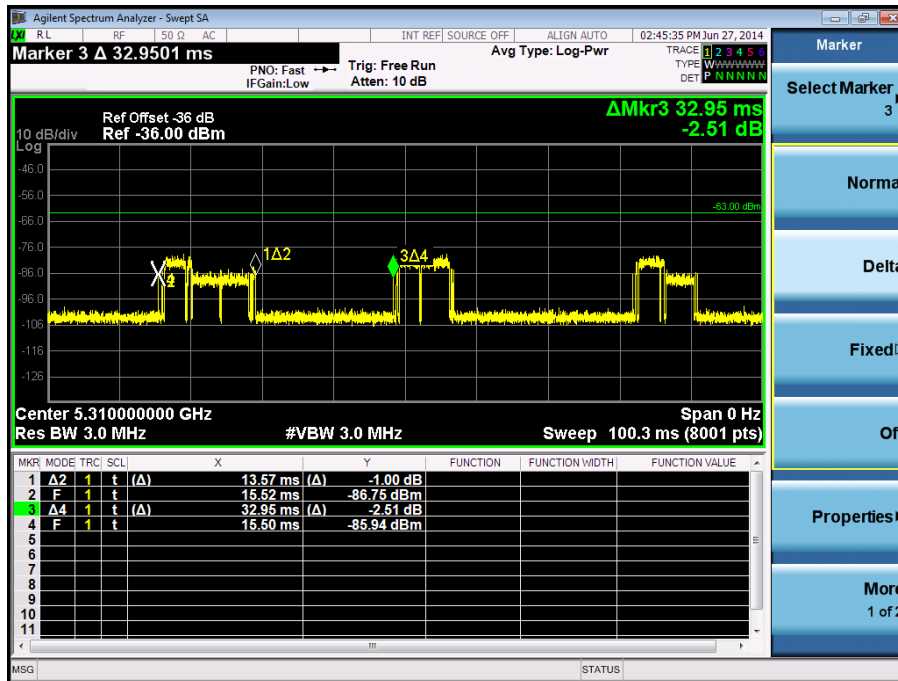 Agilent Spectrum Analyzer - Swept SA
LXI RL RF 50 Ω AC INT REF SOURCE OFF ALIGN AUTO 02:45:35 PM Jun 27, 2014
Marker 3 Δ 32.9501 ms
PNO: Fast
IFGain:Low
Trig: Free Run
Atten: 10 dB
Avg Type: Log-Pwr
TRACE 1 2 3 4 5 6
TYPE WWWWWW
DET P N N N N N
ΔMkr3 32.95 ms
-2.51 dB
Ref Offset -36 dB
10 dB/div Ref -36.00 dBm
Log
-46.0
-56.0
-63.00 dBm
-66.0
-76.0
1Δ2
3Δ4
-86.0
-96.0
-106
-116
-126
Center 5.310000000 GHz Span 0 Hz
Res BW 3.0 MHz #VBW 3.0 MHz Sweep 100.3 ms (8001 pts)
MKR MODE TRC SCL X Y FUNCTION FUNCTION WIDTH FUNCTION VALUE
1 Δ2 1 t (Δ) 13.57 ms (Δ) -1.00 dB
2 F 1 t 15.52 ms -86.75 dBm
3 Δ4 1 t (Δ) 32.95 ms (Δ) -2.51 dB
4 F 1 t 15.50 ms -85.94 dBm
5
6
7
8
9
10
11
MSG STATUS
Marker
Select Marker
3
Norma
Delta
Fixed
Of
Properties
More
1 of 2